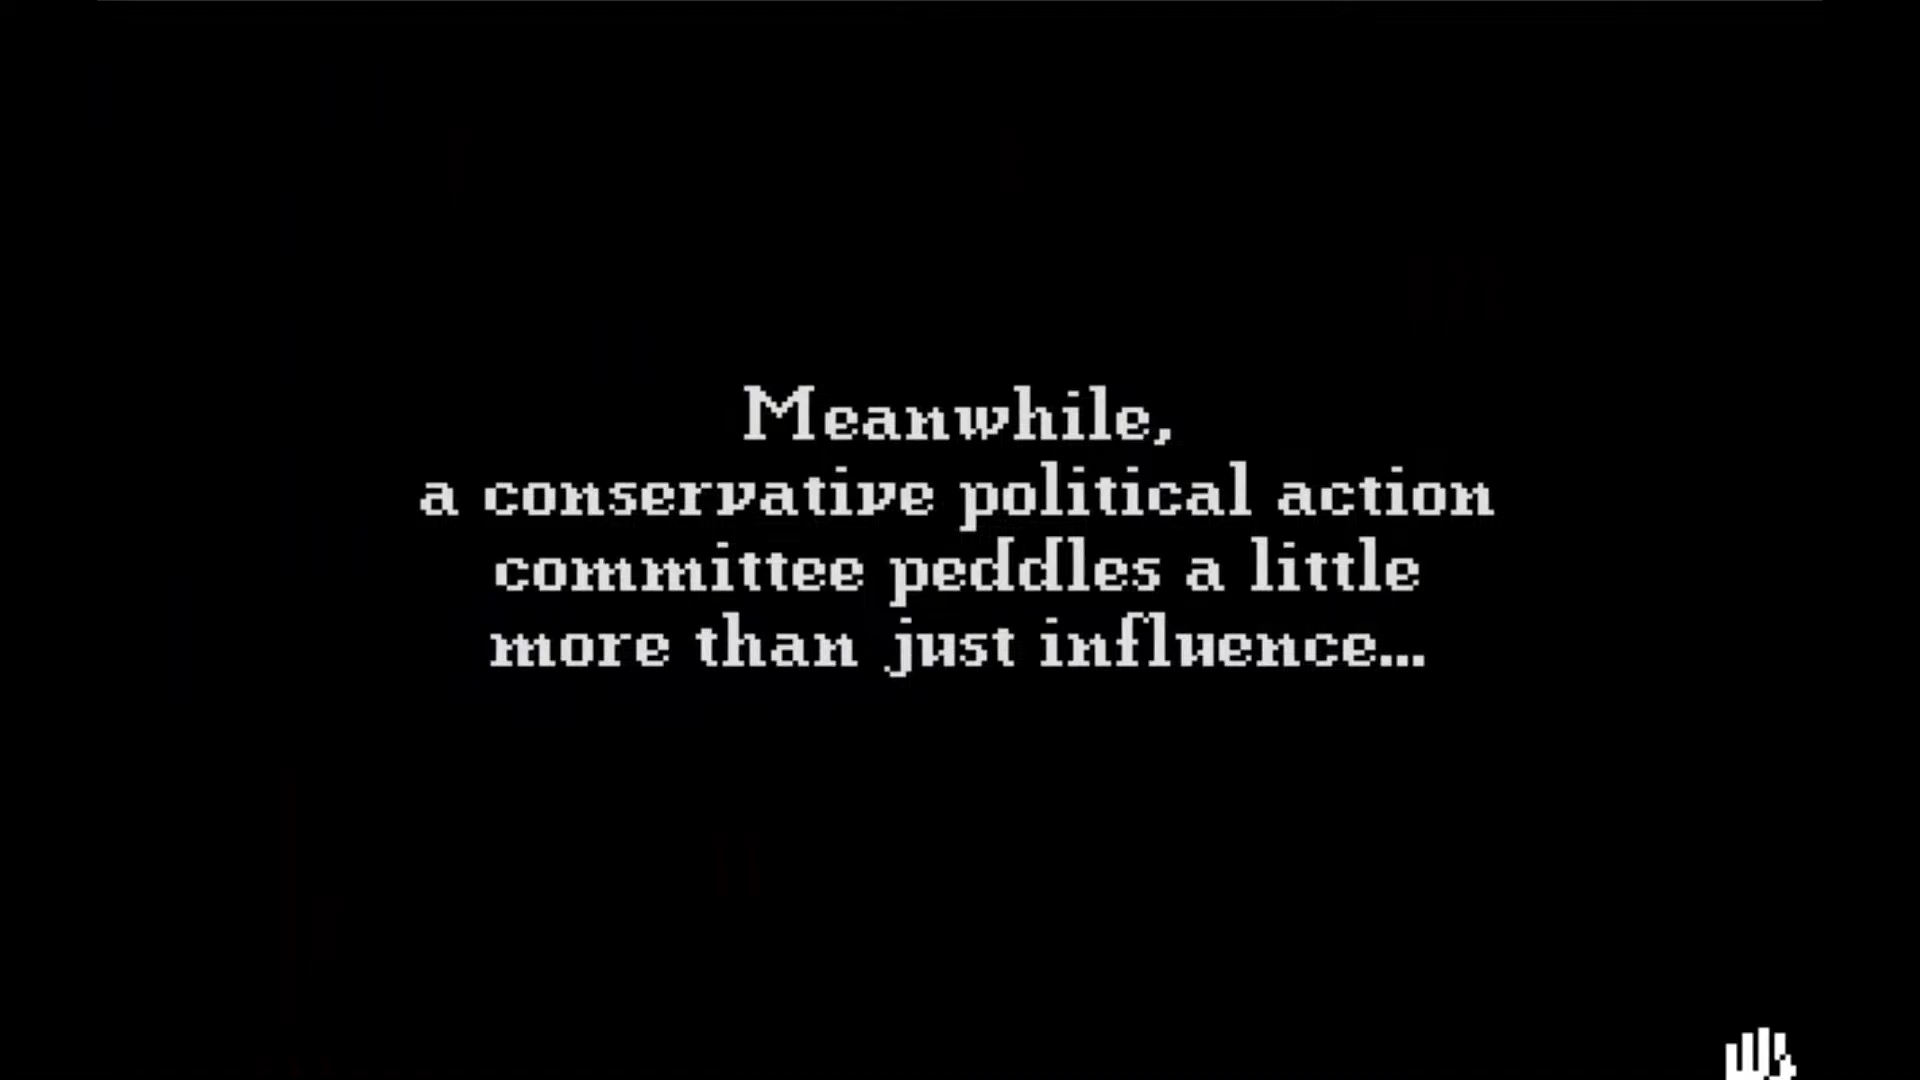 Meanwhile,
a conservative political action
committee peddles a little
more than just influence...